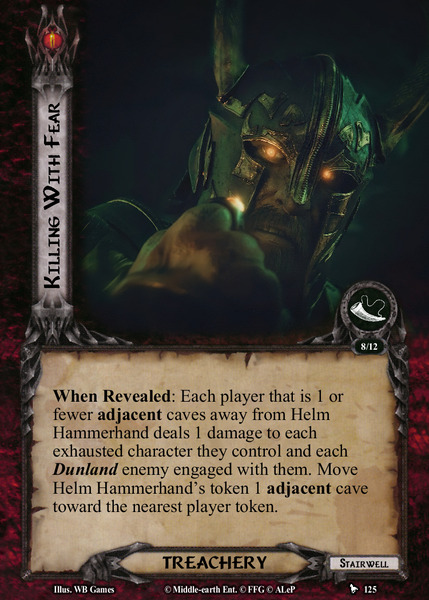 KILLING WITH FEAR
8/12
When Revealed: Each player that is 1 or
fewer adjacent caves away from Helm
Hammerhand deals 1 damage to each
exhausted character they control and each
Dunland enemy engaged with them. Move
Helm Hammerhand's token 1 adjacent cave
toward the nearest player token.
TREACHERY
STAIRWELL
Illus. WB Games
© Middle-earth Ent. © FFG © ALeP
125